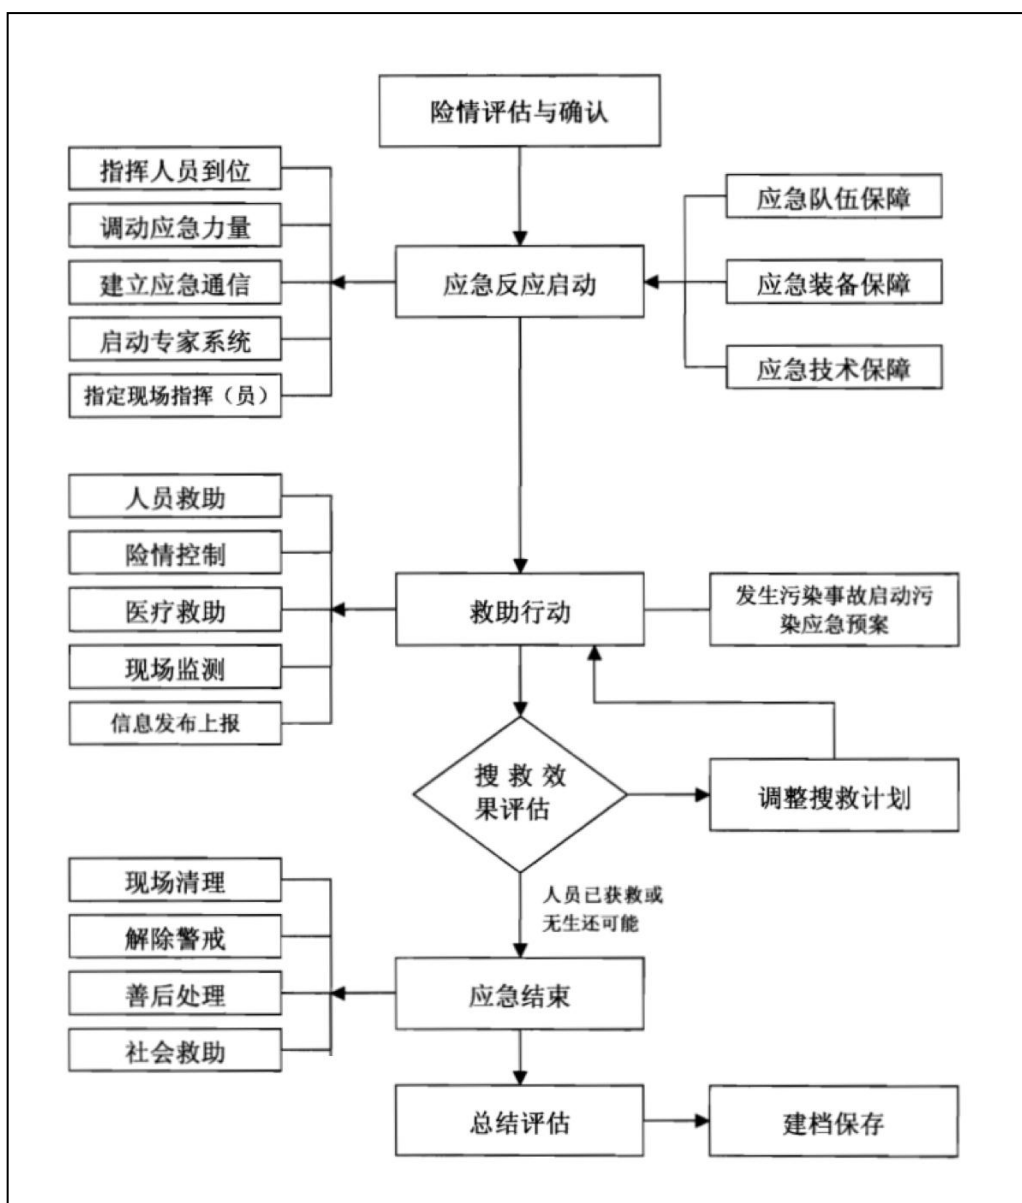 险情评估与确认
指挥人员到位
调动应急力量
建立应急通信
启动专家系统
指定现场指挥（员）
应急反应启动
应急队伍保障
应急装备保障
应急技术保障
人员救助
险情控制
医疗救助
现场监测
信息发布上报
救助行动
发生污染事故启动污
染应急预案
搜救效
果评估
调整搜救计划
人员已获救或
无生还可能
现场清理
解除警戒
善后处理
社会救助
应急结束
总结评估
建档保存